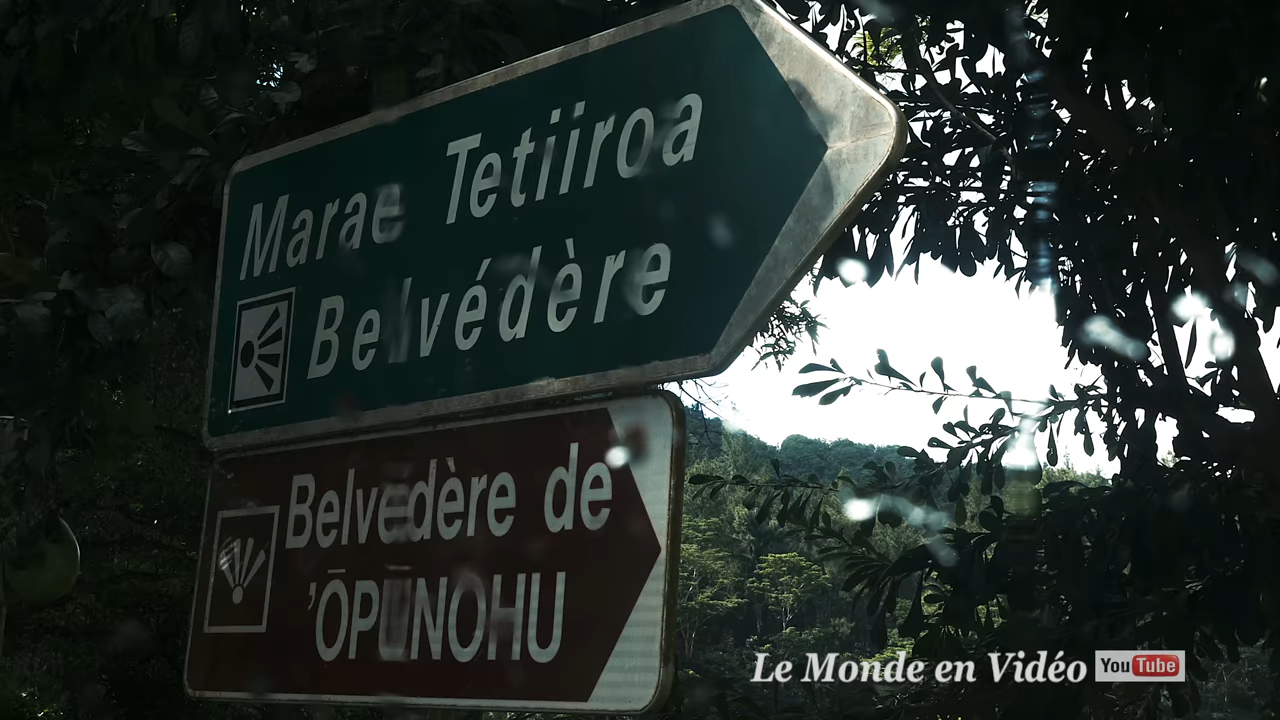 Marae Tetiiroa
Belvédère
Belvedère de
'ŌPŪNOHU
Le Monde en Vidéo YouTube